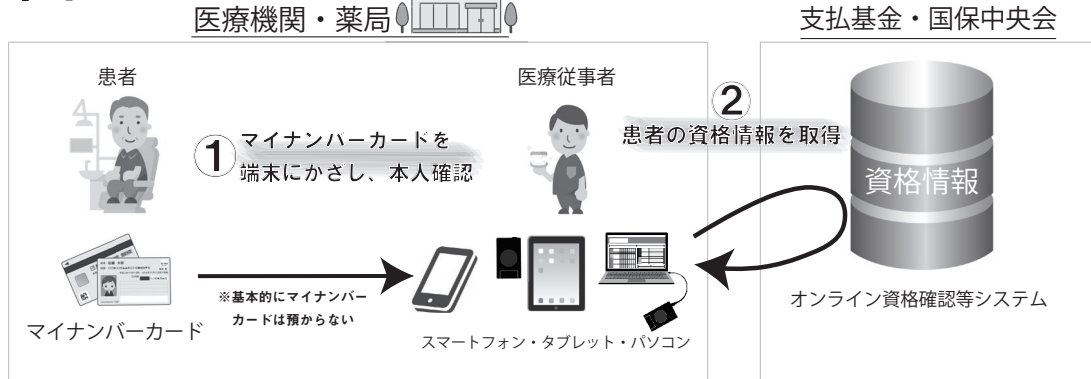 医療機関・薬局
支払基金・国保中央会
患者
医療従事者
①マイナンバーカードを
端末にかざし、本人確認
②
患者の資格情報を取得
資格情報
※基本的にマイナンバー
カードは預からない
マイナンバーカード
スマートフォン・タブレット・パソコン
オンライン資格確認等システム